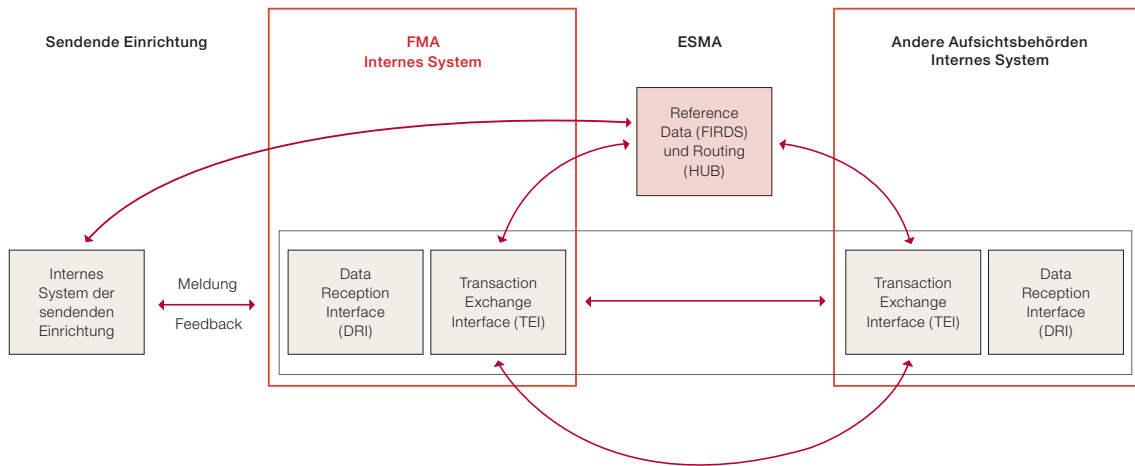 Sendende Einrichtung
FMA
Internes System
ESMA
Andere Aufsichtsbehörden
Internes System
Reference
Data (FIRDS)
und Routing
(HUB)
Internes
System der
sendenden
Einrichtung
Meldung
Feedback
Data
Reception
Interface
(DRI)
Transaction
Exchange
Interface (TEI)
Transaction
Exchange
Interface (TEI)
Data
Reception
Interface
(DRI)